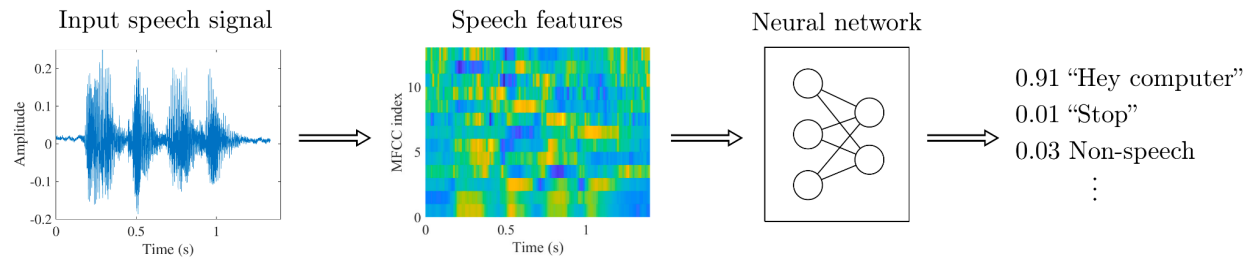 Input speech signal
Speech features
Neural network
0.2
0.1
0
-0.1
-0.2
Amplitude
0
0.5
1
Time (s)
10
5
0
MFCC index
0
0.5
1
Time (s)
0.91 “Hey computer”
0.01 “Stop”
0.03 Non-speech
⋮